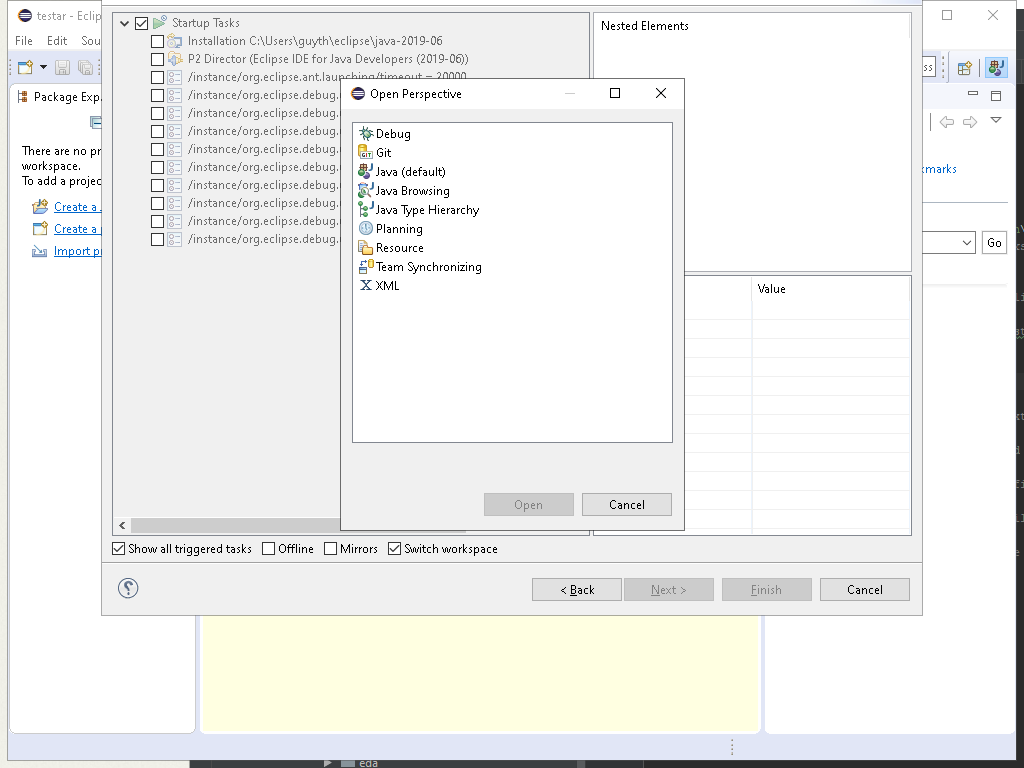 testar - Eclip
File Edit Sou
Package Exp
There are no pr
workspace.
To add a projec
Create a
Create a
Import pr
Startup Tasks
Installation C:\Users\guyth\eclipse\java-2019-06
P2 Director (Eclipse IDE for Java Developers (2019-06))
/instance/org.eclipse.ant.launching/timeout = 20000
/instance/org.eclipse.debug.
/instance/org.eclipse.debug.
/instance/org.eclipse.debug.
/instance/org.eclipse.debug.
/instance/org.eclipse.debug.
/instance/org.eclipse.debug.
/instance/org.eclipse.debug.
/instance/org.eclipse.debug.
/instance/org.eclipse.debug.
Nested Elements
Value
Open Perspective
Debug
Git
Java (default)
Java Browsing
Java Type Hierarchy
Planning
Resource
Team Synchronizing
XML
Open Cancel
Show all triggered tasks Offline Mirrors Switch workspace
< Back Next > Finish Cancel
ss
kmarks
Go
eda